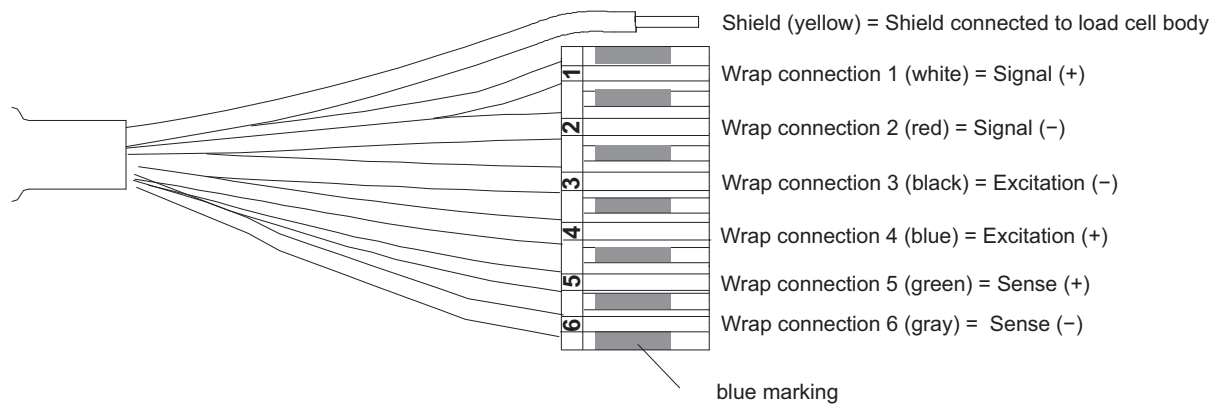 Shield (yellow) = Shield connected to load cell body
1
Wrap connection 1 (white) = Signal (+)
2
Wrap connection 2 (red) = Signal (−)
3
Wrap connection 3 (black) = Excitation (−)
4
Wrap connection 4 (blue) = Excitation (+)
5
Wrap connection 5 (green) = Sense (+)
6
Wrap connection 6 (gray) = Sense (−)
blue marking